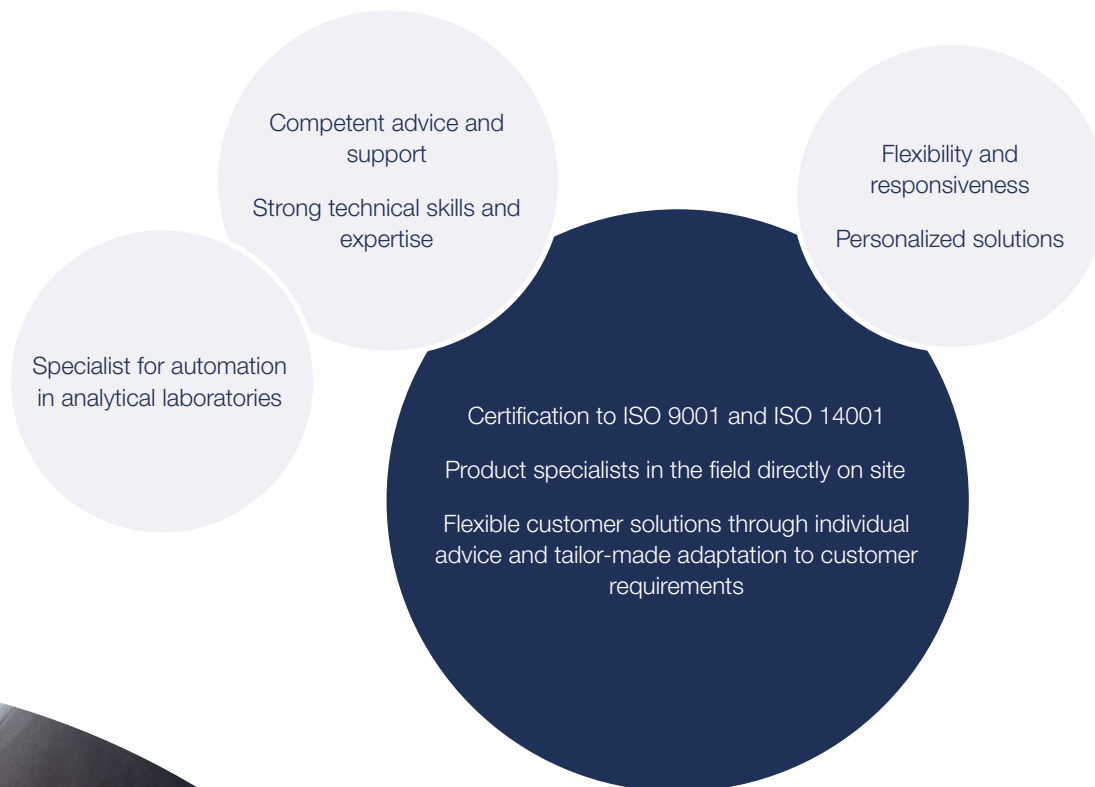 Competent advice and
support
Strong technical skills and
expertise
Flexibility and
responsiveness
Personalized solutions
Specialist for automation
in analytical laboratories
Certification to ISO 9001 and ISO 14001
Product specialists in the field directly on site
Flexible customer solutions through individual
advice and tailor-made adaptation to customer
requirements